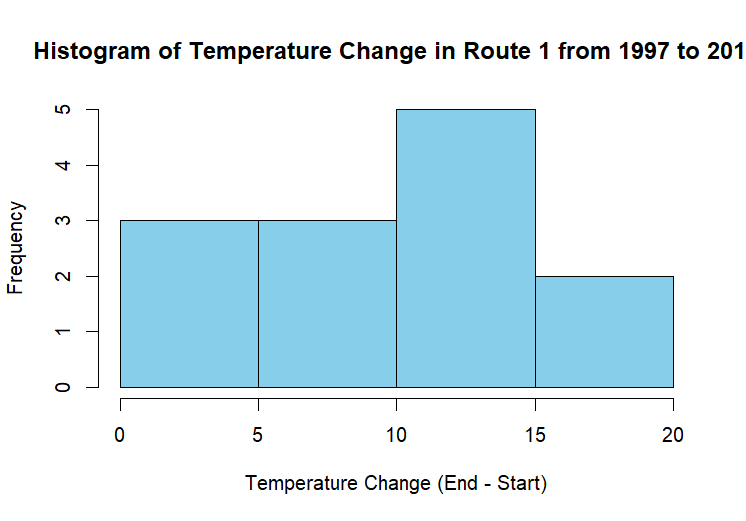 Histogram of Temperature Change in Route 1 from 1997 to 201
Frequency
5
4
3
2
1
0
0 5 10 15 20
Temperature Change (End - Start)